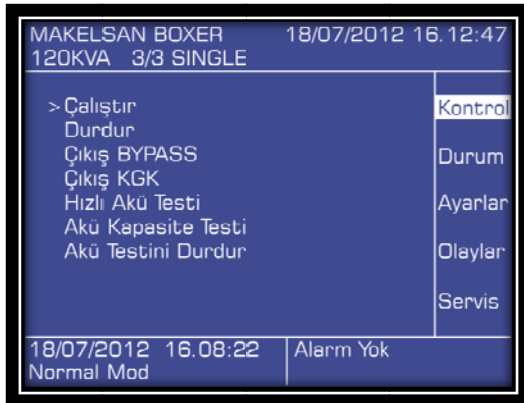 MAKELSAN BOXER 18/07/2012 16.12:47
120KVA 3/3 SINGLE
>Çalıştır
Durdur
Çıkış BYPASS
Çıkış KGK
Hızlı Akü Testi
Akü Kapasite Testi
Akü Testini Durdur
Kontrol
Durum
Ayarlar
Olaylar
Servis
18/07/2012 16.08:22 Alarm Yok
Normal Mod